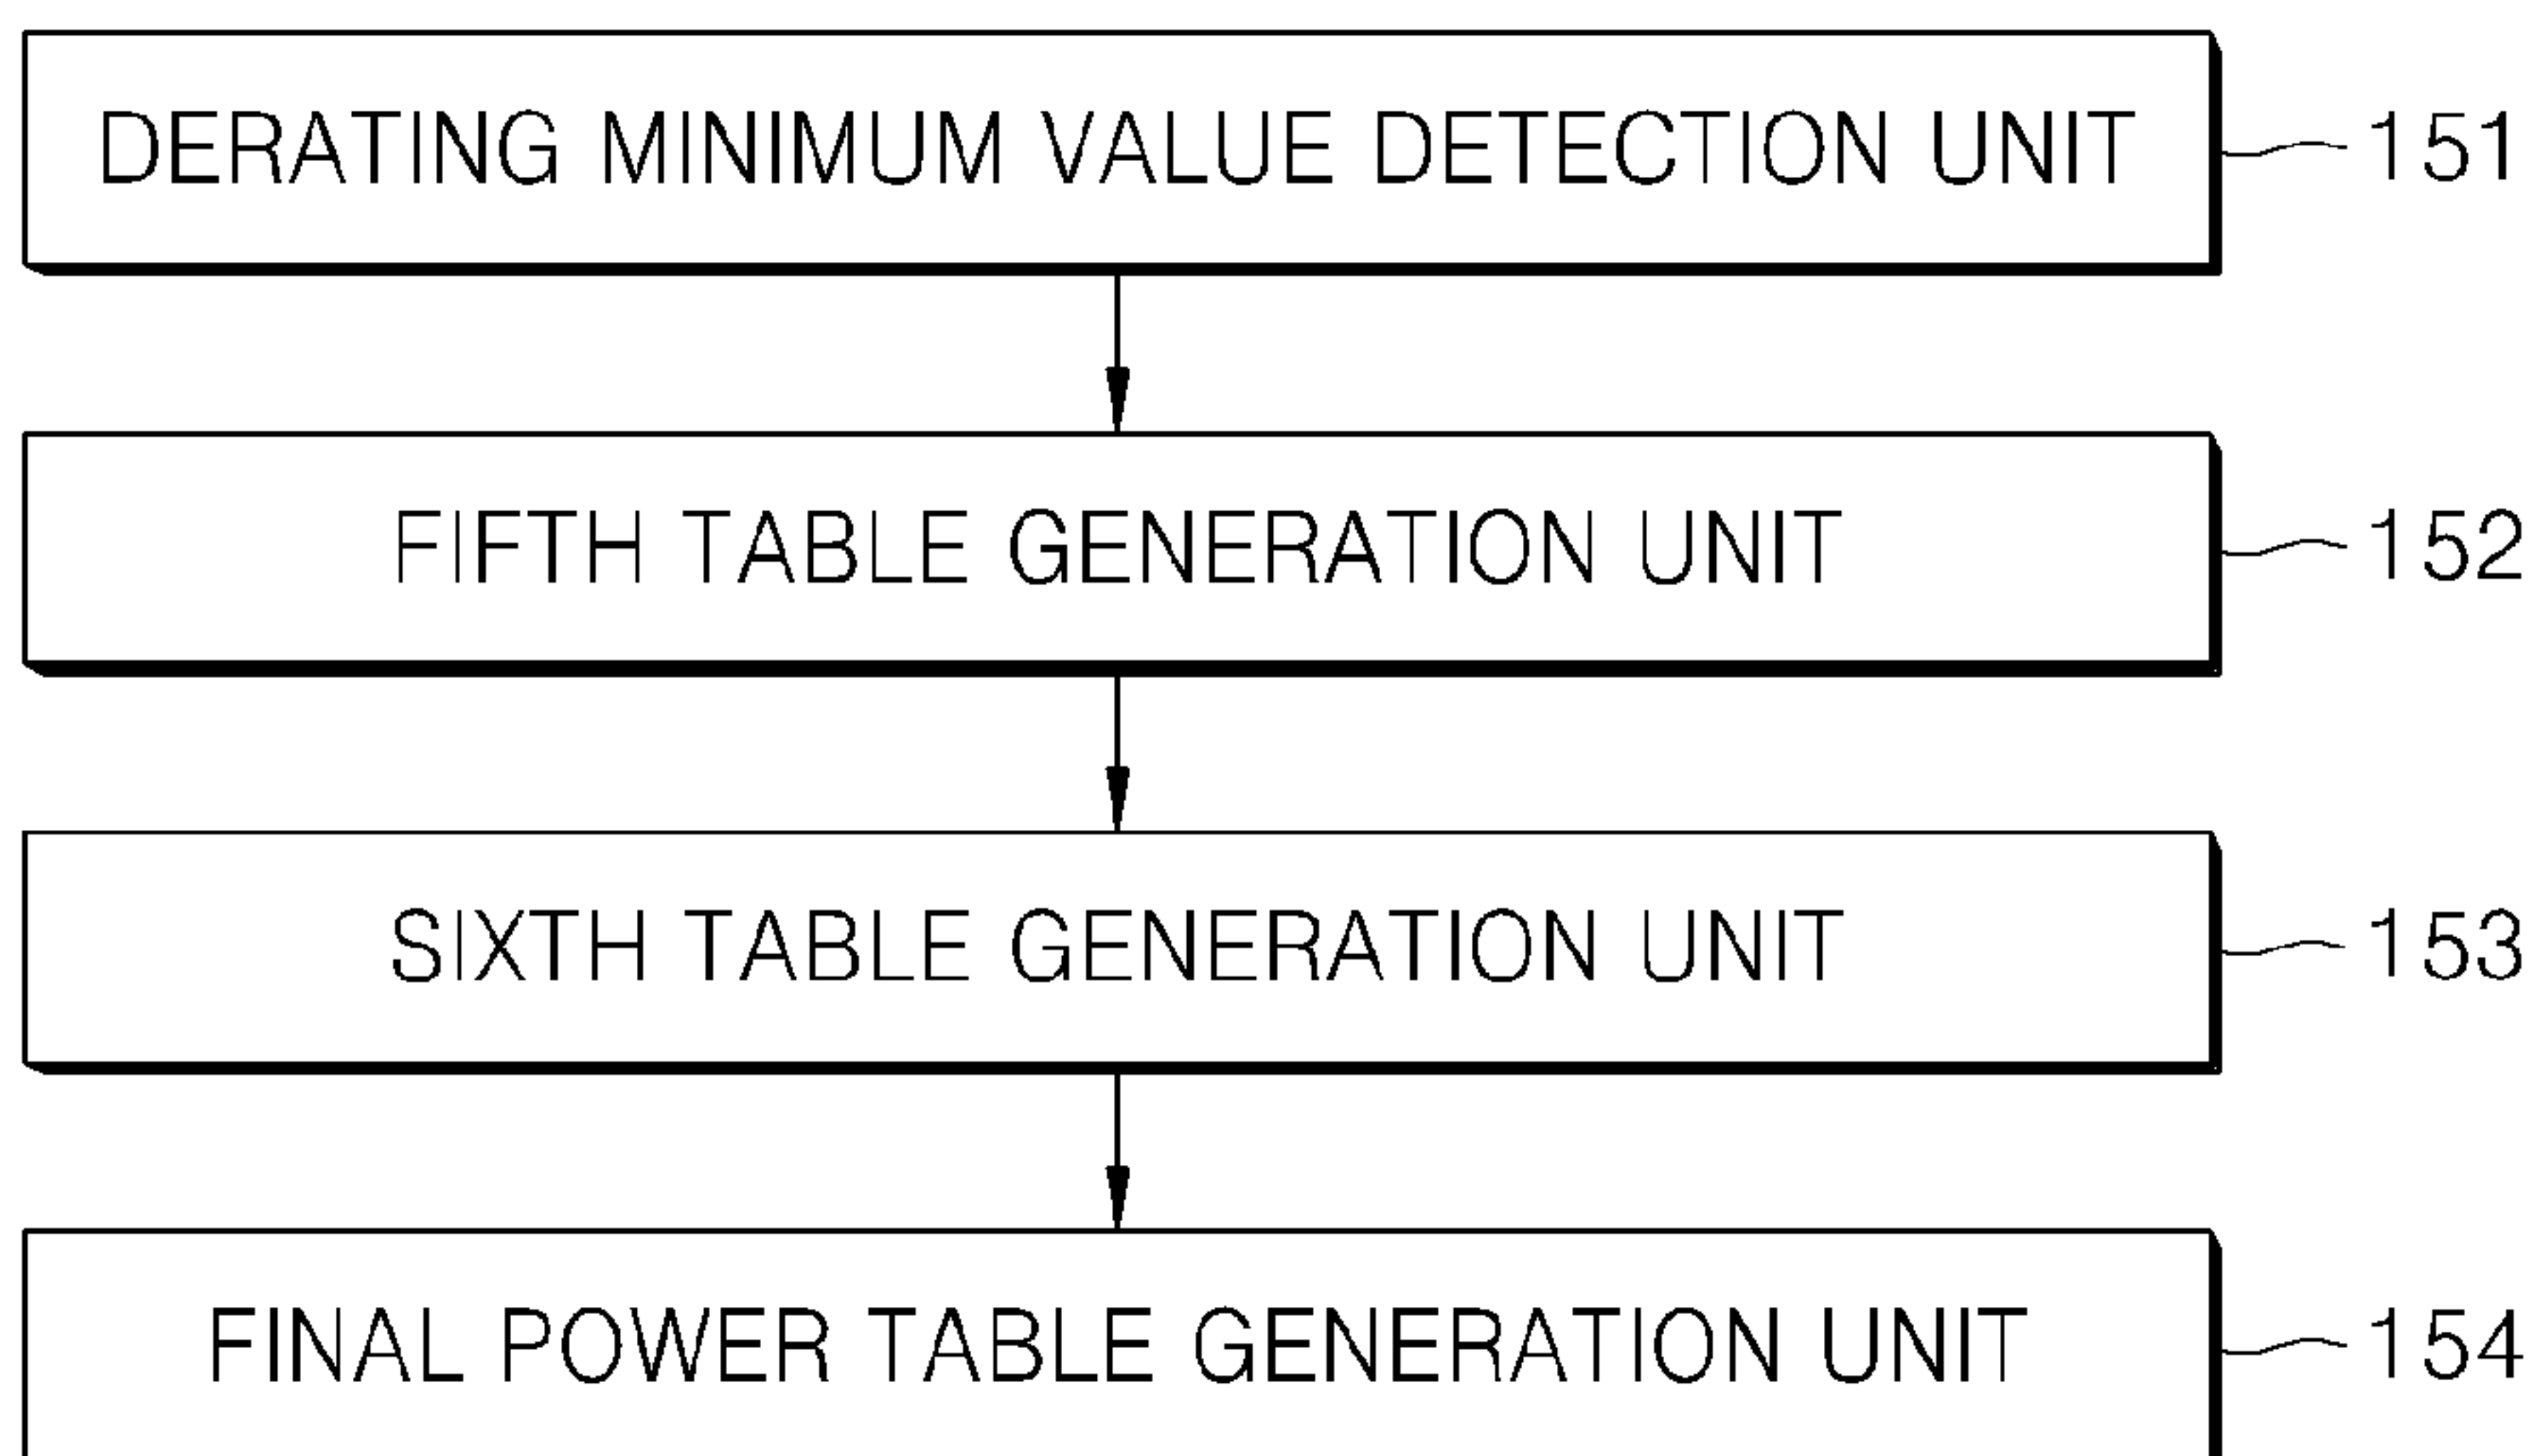 DERATING MINIMUM VALUE DETECTION UNIT 151
FIFTH TABLE GENERATION UNIT 152
SIXTH TABLE GENERATION UNIT 153
FINAL POWER TABLE GENERATION UNIT 154